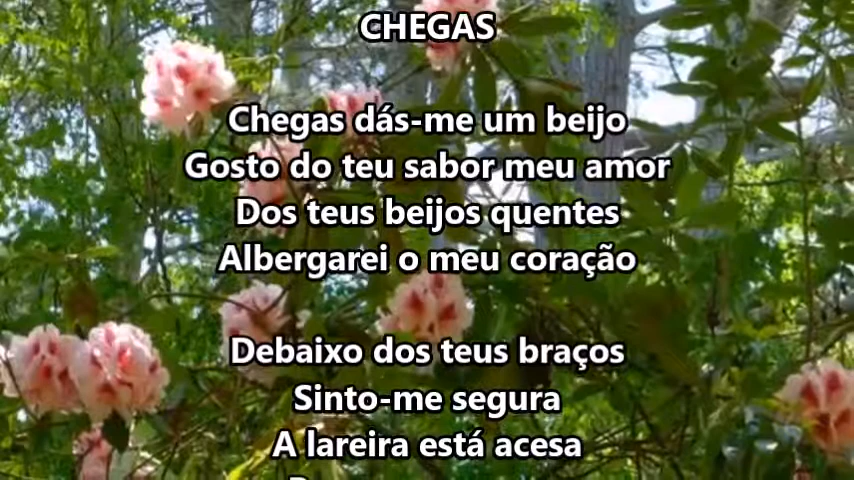 CHEGAS
Chegas dás-me um beijo
Gosto do teu sabor meu amor
Dos teus beijos quentes
Albergarei o meu coração
Debaixo dos teus braços
Sinto-me segura
A lareira está acesa